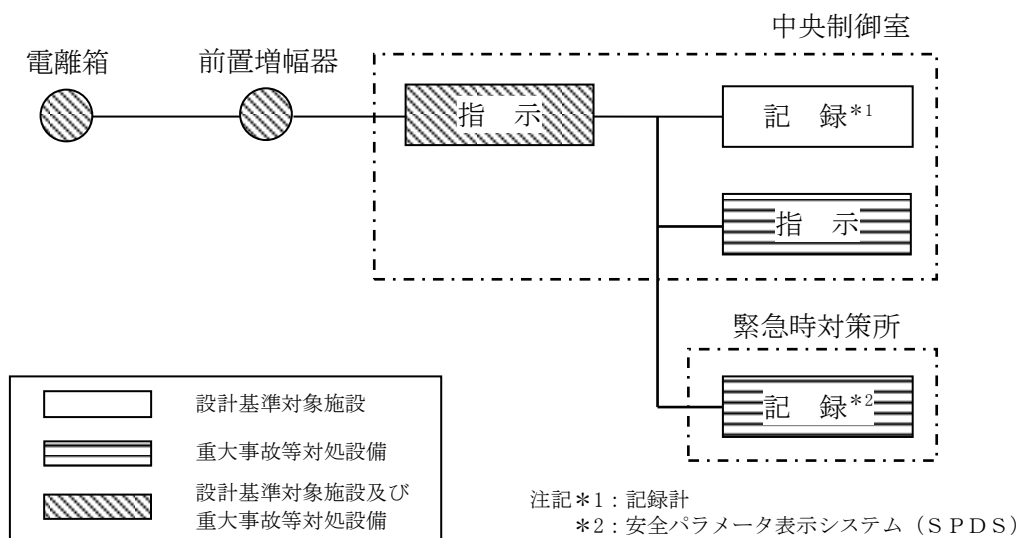 中央制御室
電離箱
前置増幅器
指　示
記　録*1
指　示
緊急時対策所
記　録*2
設計基準対象施設
重大事故等対処設備
設計基準対象施設及び
重大事故等対処設備
注記＊1：記録計
＊2：安全パラメータ表示システム（ＳＰＤＳ）